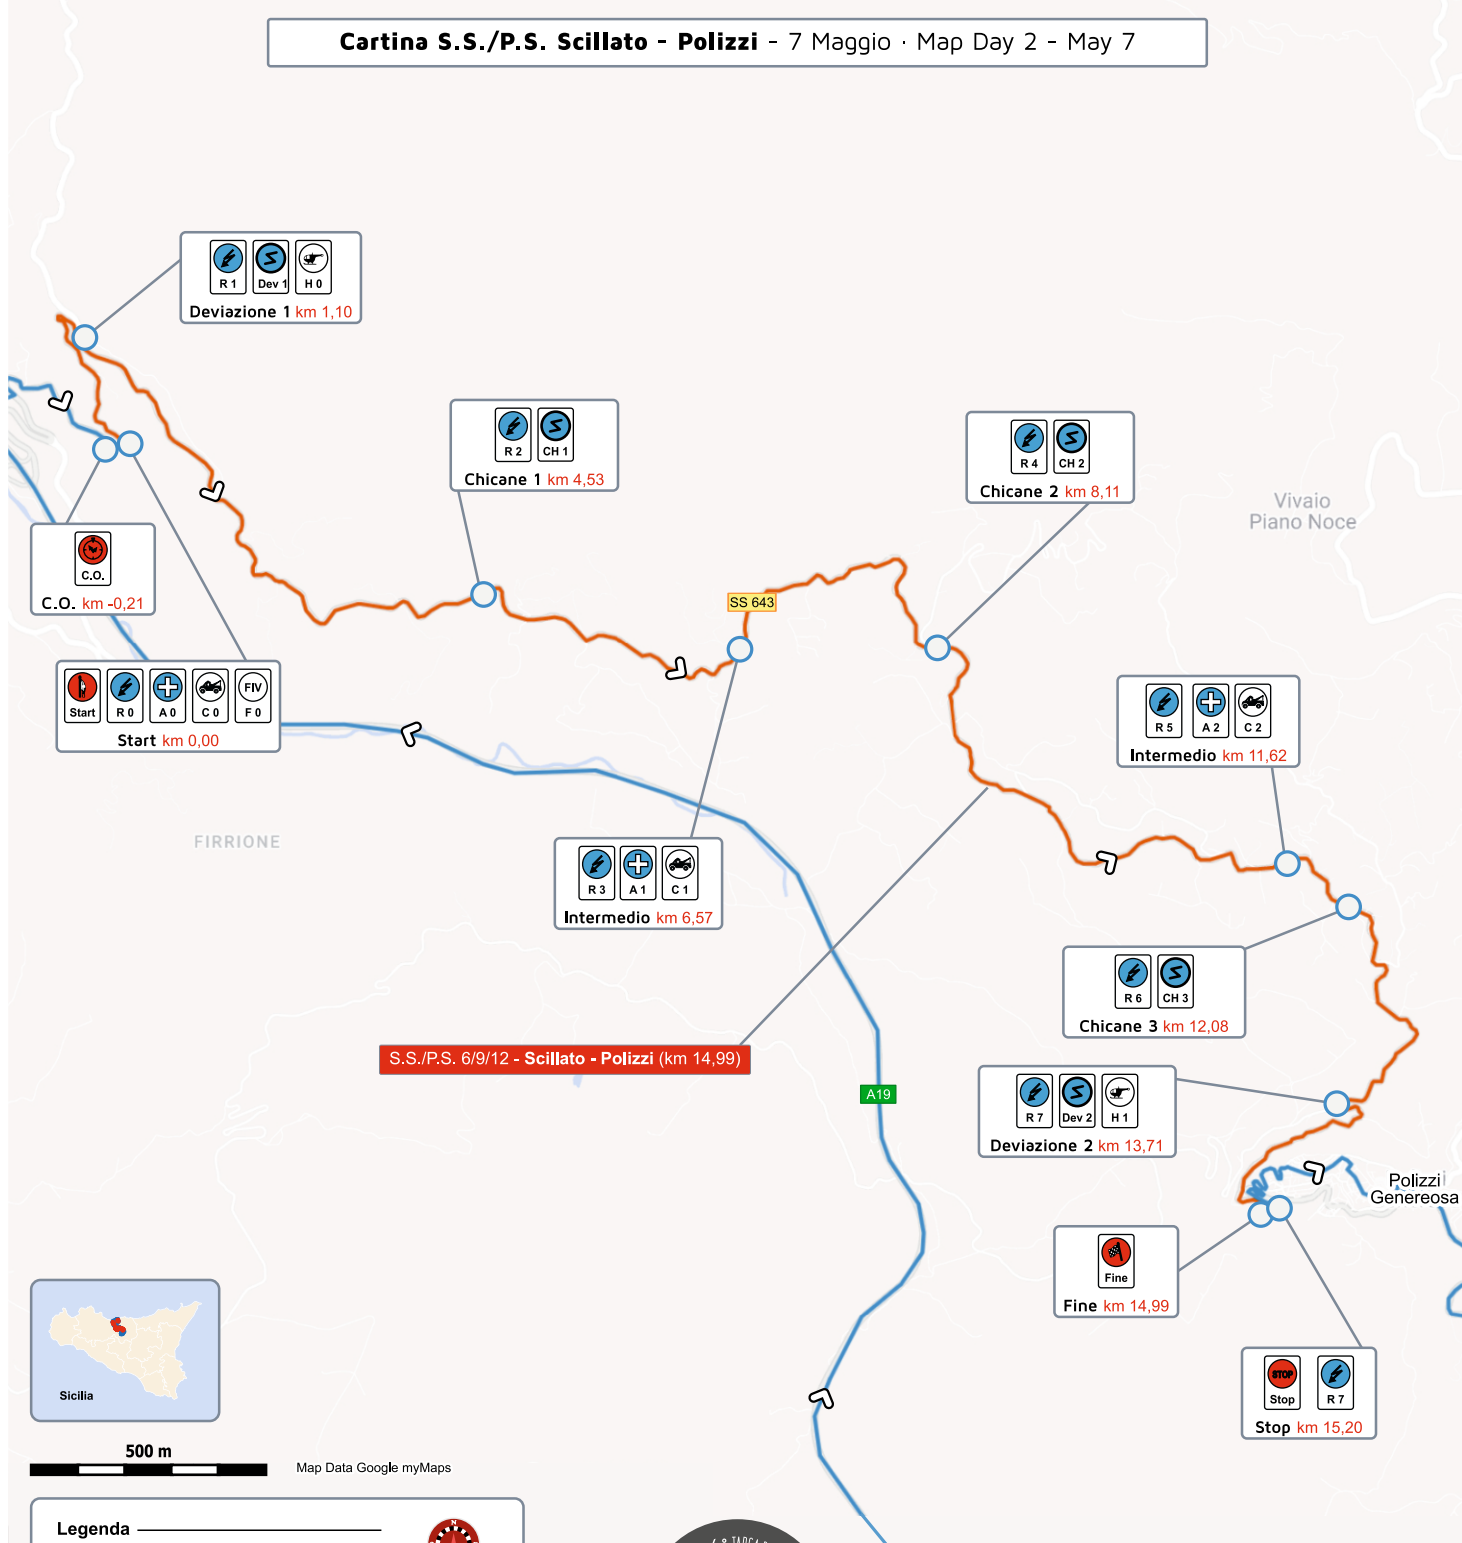 Cartina S.S./P.S. Scillato - Polizzi - 7 Maggio · Map Day 2 - May 7
R 1 Dev 1 H 0
Deviazione 1 km 1,10
R 2 CH 1
Chicane 1 km 4,53
R 4 CH 2
Chicane 2 km 8,11
Vivaio
Piano Noce
C.O.
C.O. km -0,21
SS 643
Start R 0 A 0 C 0 FIV F 0
Start km 0,00
R 5 A 2 C 2
Intermedio km 11,62
FIRRIONE
R 3 A 1 C 1
Intermedio km 6,57
R 6 CH 3
Chicane 3 km 12,08
S.S./P.S. 6/9/12 - Scillato - Polizzi (km 14,99)
A19
R 7 Dev 2 H 1
Deviazione 2 km 13,71
Polizzi
Genereosa
Fine
Fine km 14,99
STOP
Stop R 7
Stop km 15,20
Sicilia
500 m
Map Data Google myMaps
Legenda
N